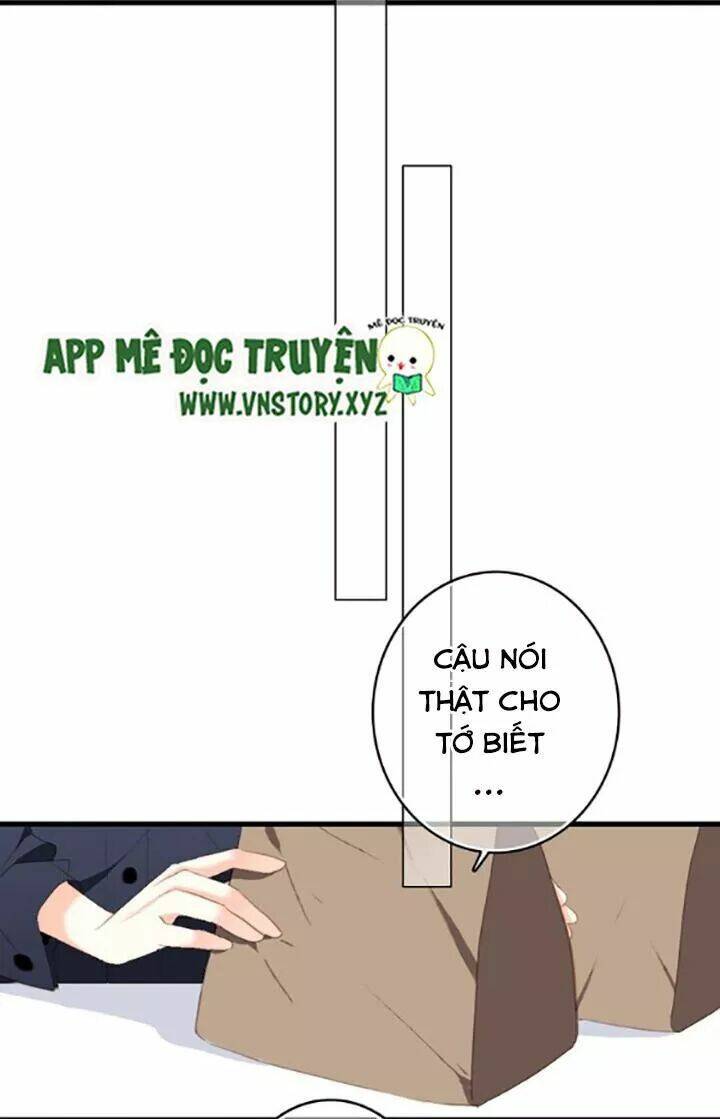 MÊ ĐỌC TRUYỆN
APP MÊ ĐỌC TRUYỆN
WWW.VNSTORY.XYZ
CẬU NÓI
THẬT CHO
TỚ BIẾT
...